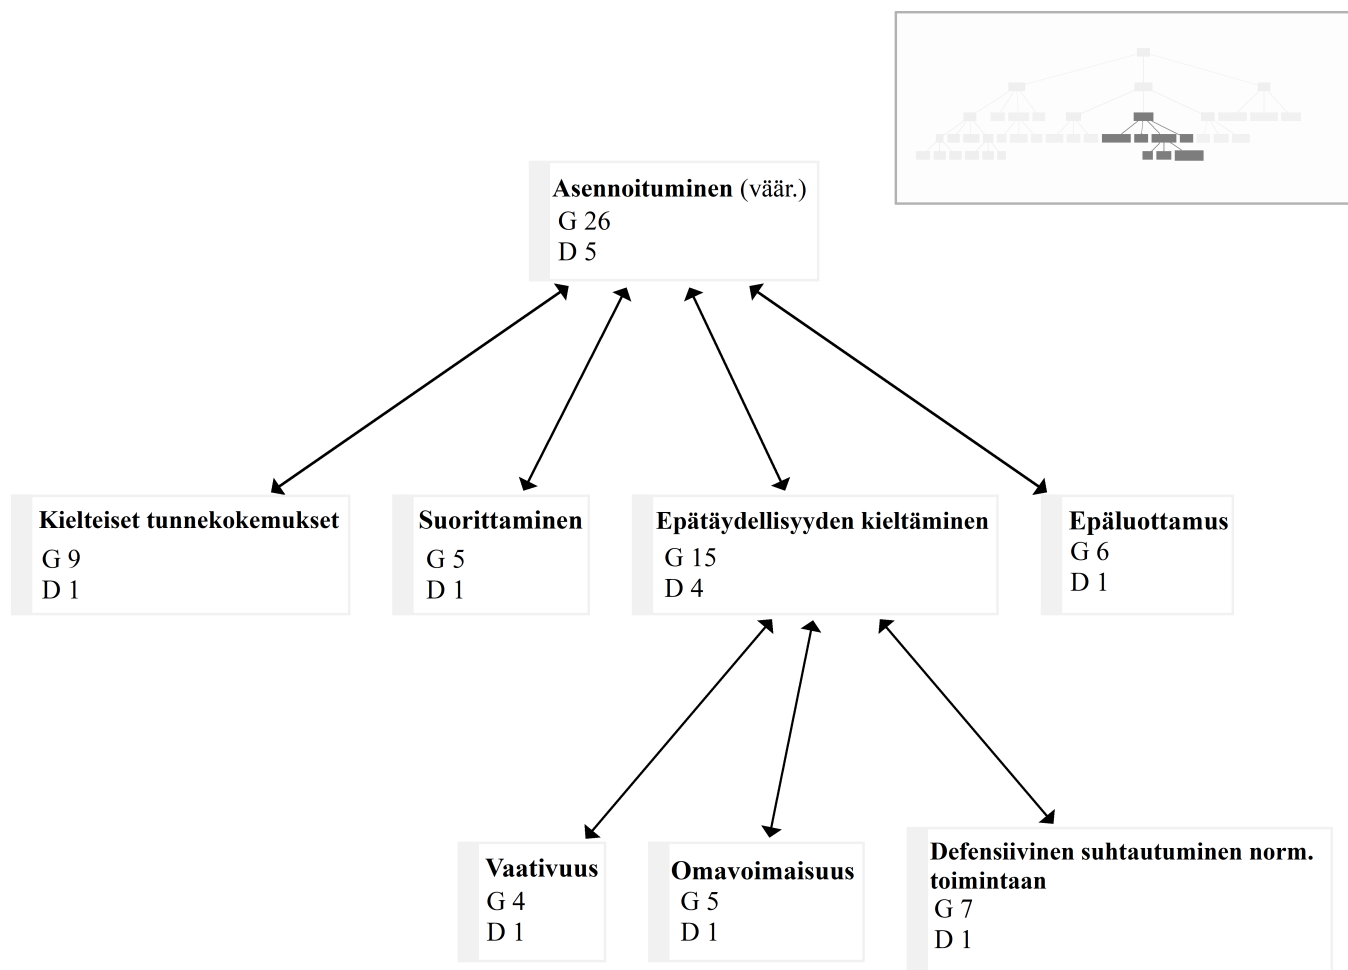 Asennoituminen (väär.)
G 26
D 5
Kielteiset tunnekokemukset
G 9
D 1
Suorittaminen
G 5
D 1
Epätäydellisyyden kieltäminen
G 15
D 4
Epäluottamus
G 6
D 1
Vaativuus
G 4
D 1
Omavoimaisuus
G 5
D 1
Defensiivinen suhtautuminen norm.
toimintaan
G 7
D 1